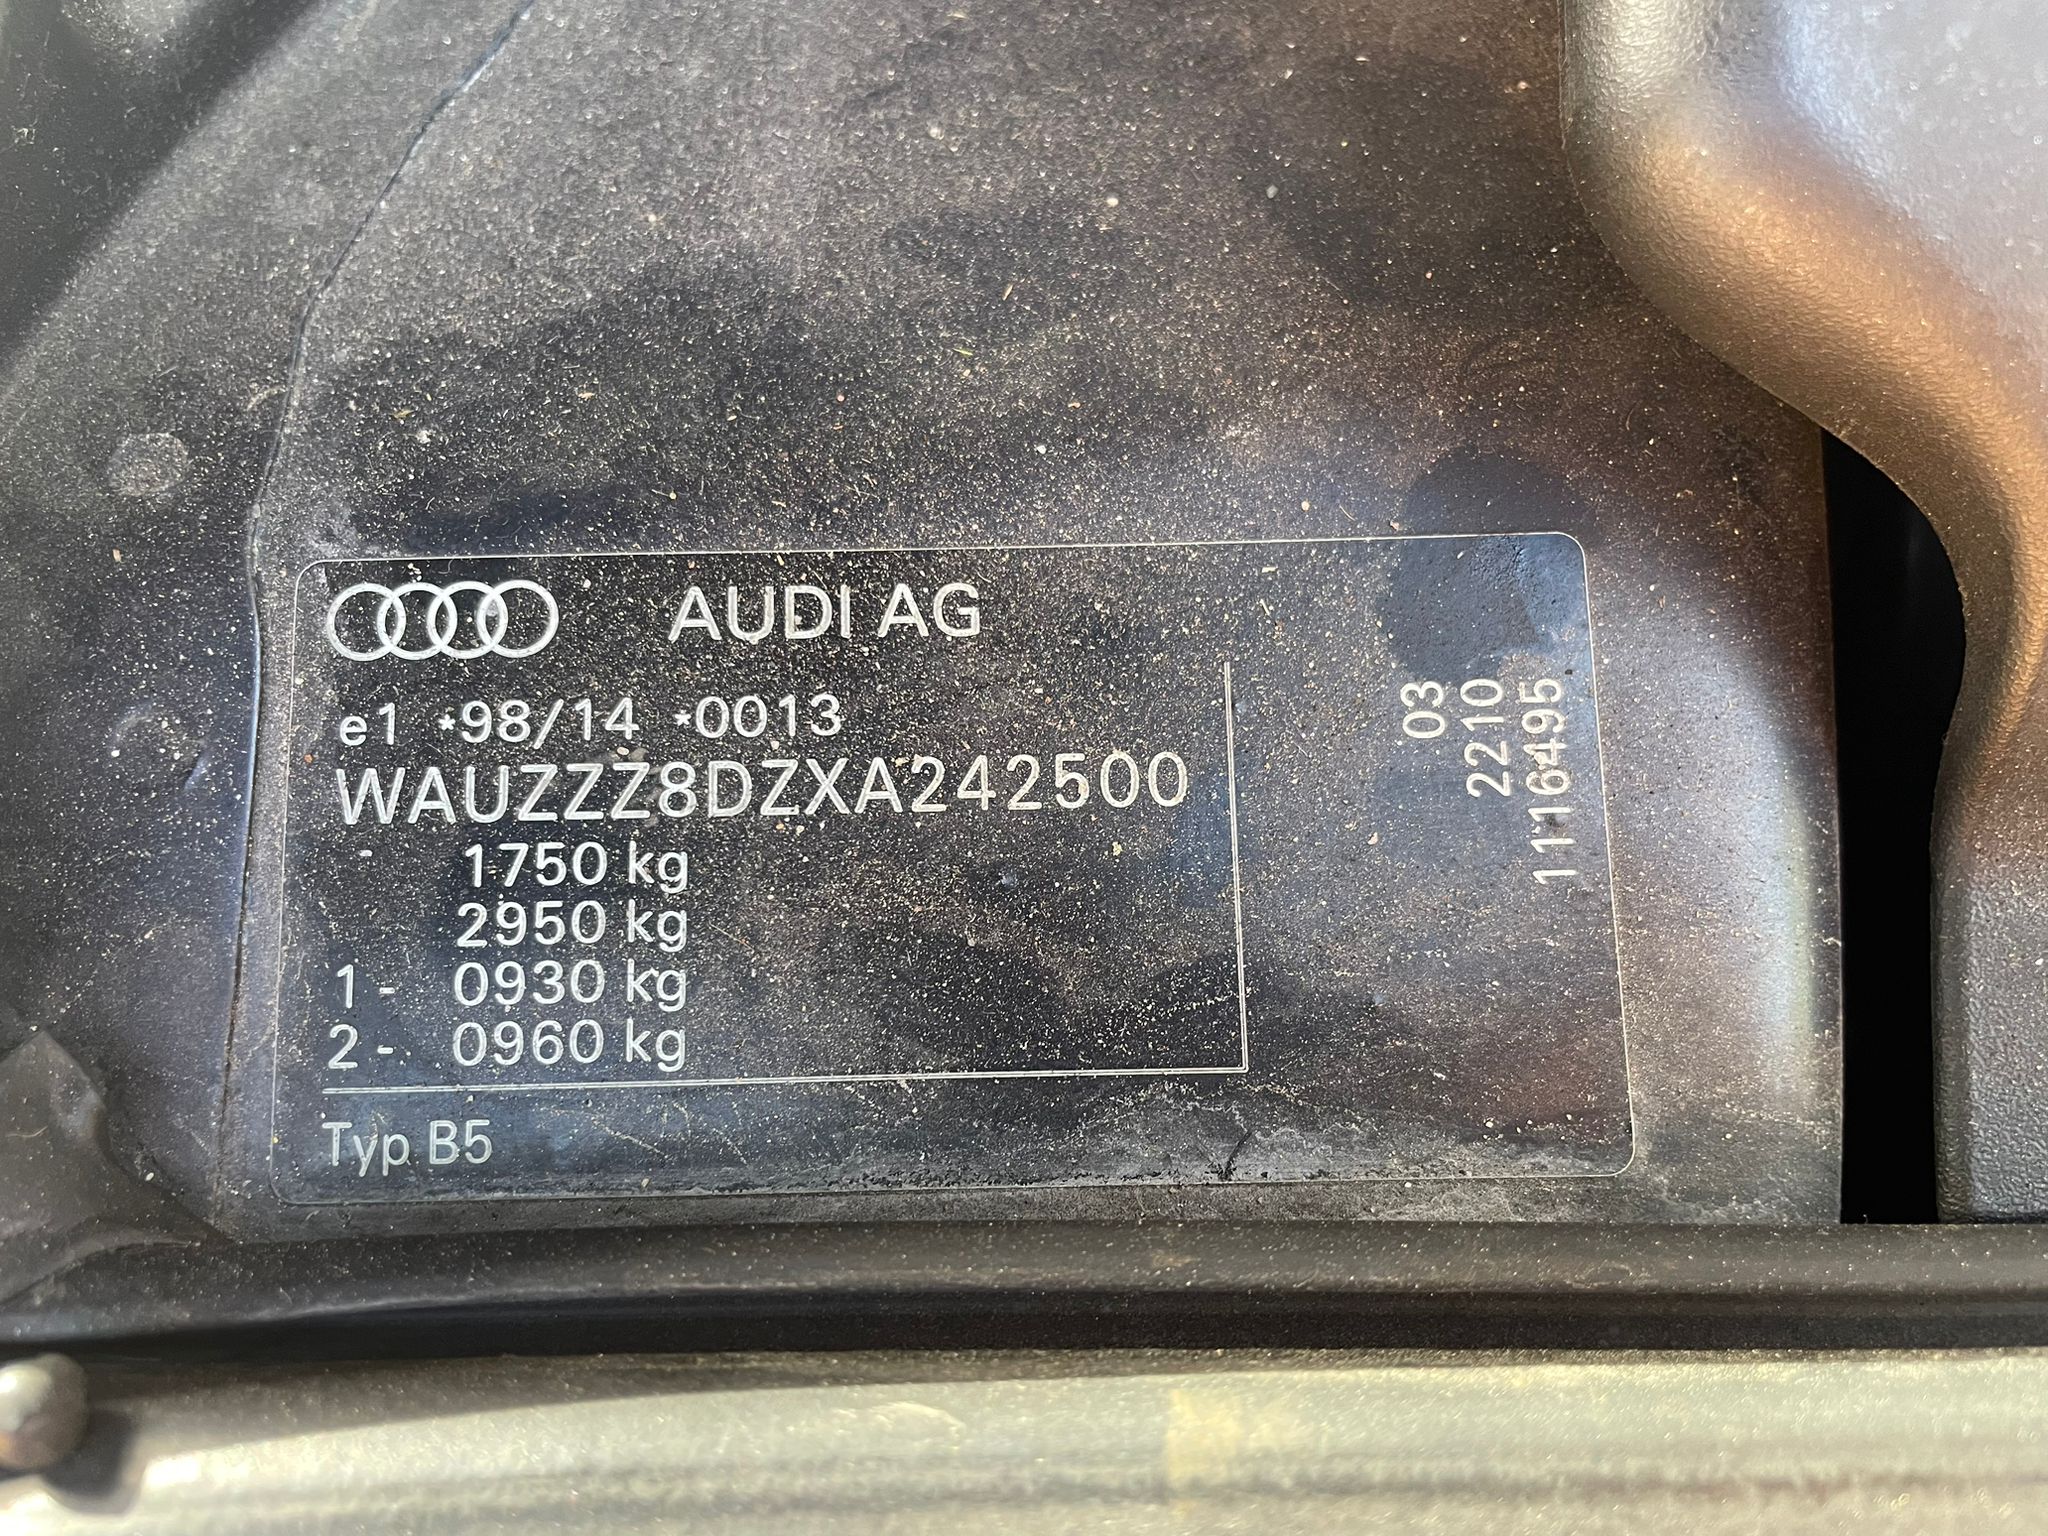 AUDI AG
e1 *98/14 *0013
WAUZZZ8DZXA242500
- 1750 kg
2950 kg
1- 0930 kg
2- 0960 kg
Typ B5
03
2210
1116495